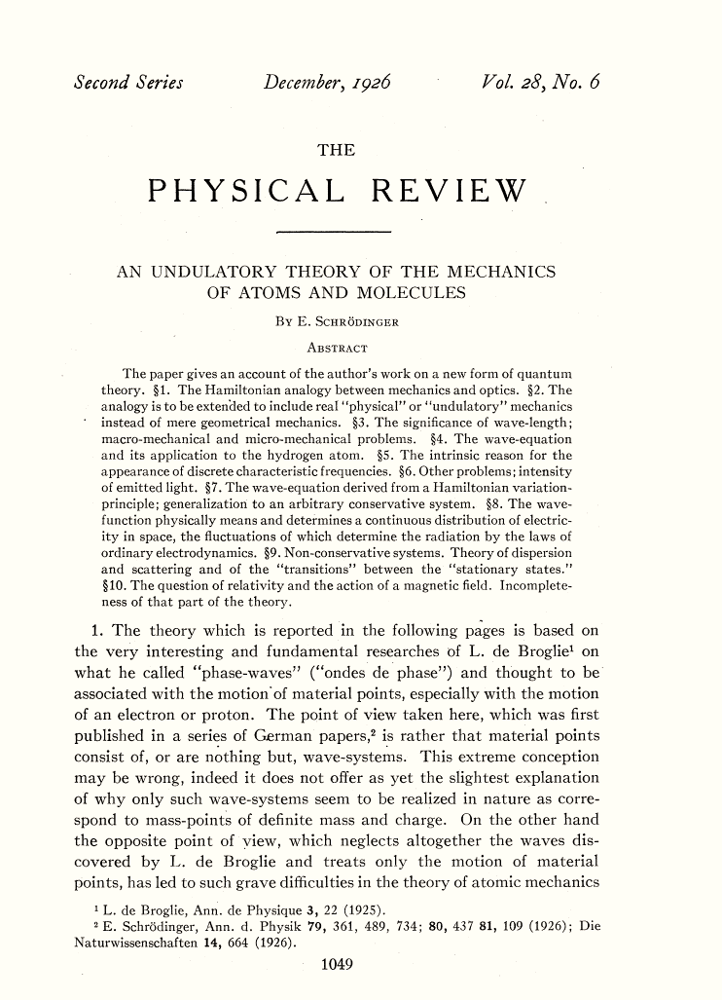 Second Series December, 1926 Vol. 28, No. 6
THE
PHYSICAL REVIEW
AN UNDULATORY THEORY OF THE MECHANICS
OF ATOMS AND MOLECULES
By E. Schrödinger
Abstract
The paper gives an account of the author's work on a new form of quantum
theory. §1. The Hamiltonian analogy between mechanics and optics. §2. The
analogy is to be extended to include real "physical" or "undulatory" mechanics
instead of mere geometrical mechanics. §3. The significance of wave-length;
macro-mechanical and micro-mechanical problems. §4. The wave-equation
and its application to the hydrogen atom. §5. The intrinsic reason for the
appearance of discrete characteristic frequencies. §6. Other problems; intensity
of emitted light. §7. The wave-equation derived from a Hamiltonian variation-
principle; generalization to an arbitrary conservative system. §8. The wave-
function physically means and determines a continuous distribution of electric-
ity in space, the fluctuations of which determine the radiation by the laws of
ordinary electrodynamics. §9. Non-conservative systems. Theory of dispersion
and scattering and of the "transitions" between the "stationary states."
§10. The question of relativity and the action of a magnetic field. Incomplete-
ness of that part of the theory.
1. The theory which is reported in the following pages is based on
the very interesting and fundamental researches of L. de Broglie¹ on
what he called "phase-waves" ("ondes de phase") and thought to be
associated with the motion of material points, especially with the motion
of an electron or proton. The point of view taken here, which was first
published in a series of German papers,² is rather that material points
consist of, or are nothing but, wave-systems. This extreme conception
may be wrong, indeed it does not offer as yet the slightest explanation
of why only such wave-systems seem to be realized in nature as corre-
spond to mass-points of definite mass and charge. On the other hand
the opposite point of view, which neglects altogether the waves dis-
covered by L. de Broglie and treats only the motion of material
points, has led to such grave difficulties in the theory of atomic mechanics
¹ L. de Broglie, Ann. de Physique 3, 22 (1925).
² E. Schrödinger, Ann. d. Physik 79, 361, 489, 734; 80, 437 81, 109 (1926); Die
Naturwissenschaften 14, 664 (1926).
1049